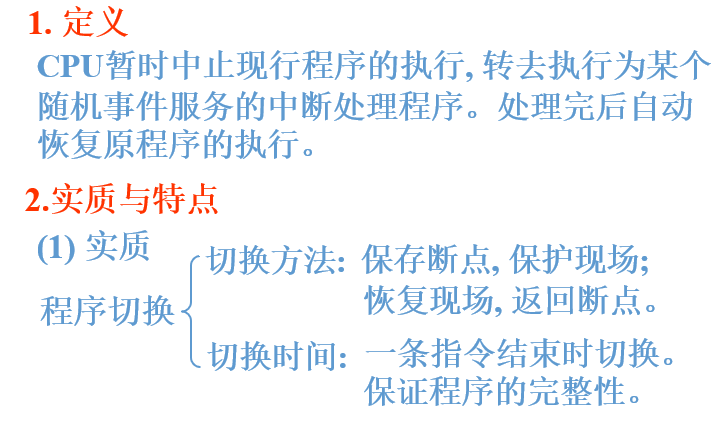 1. 定义
CPU暂时中止现行程序的执行, 转去执行为某个
随机事件服务的中断处理程序。处理完后自动
恢复原程序的执行。
2.实质与特点
(1) 实质
程序切换
切换方法: 保存断点, 保护现场;
恢复现场, 返回断点。
切换时间: 一条指令结束时切换。
保证程序的完整性。